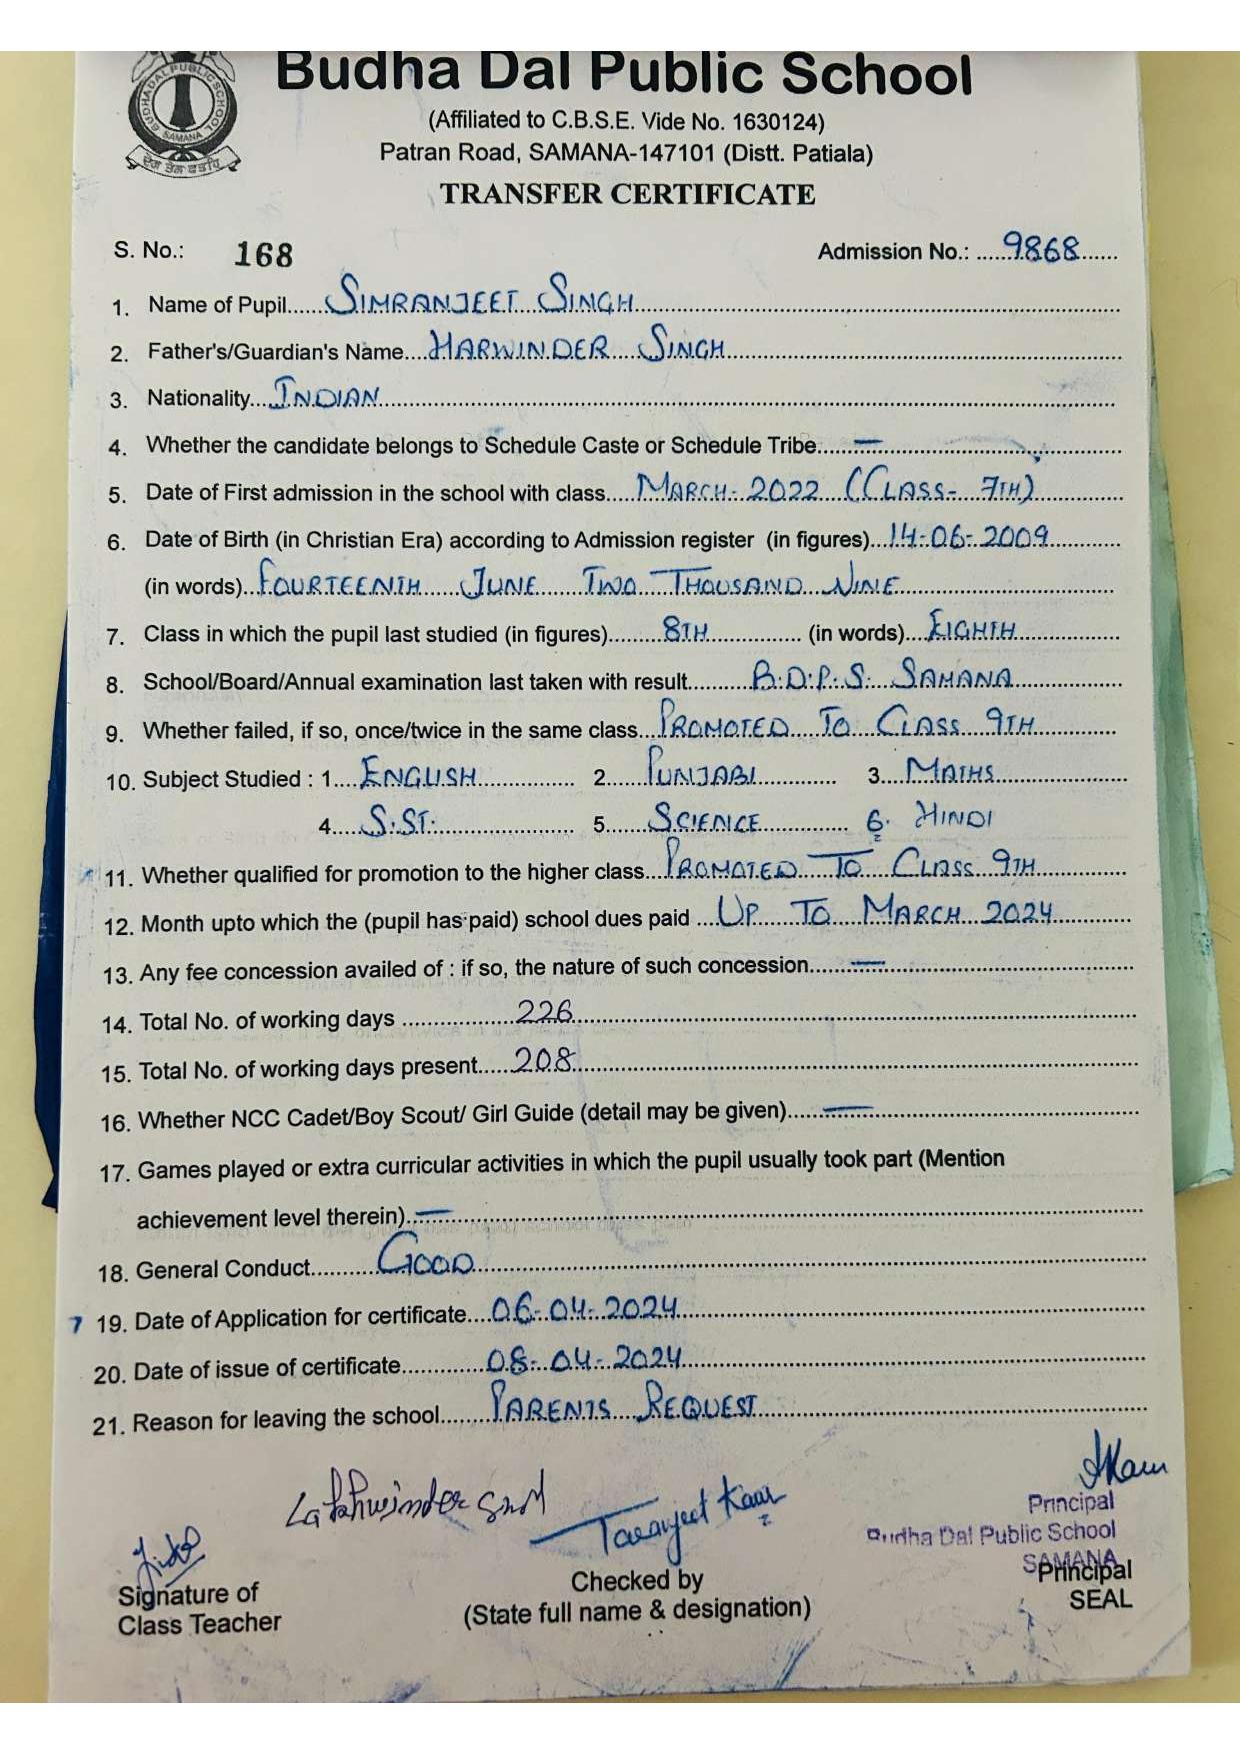 BUDHA DAL PUBLIC SCHOOL
SAMANA
Budha Dal Public School
(Affiliated to C.B.S.E. Vide No. 1630124)
Patran Road, SAMANA-147101 (Distt. Patiala)
TRANSFER CERTIFICATE
S. No.: 168 Admission No.: 9868
1. Name of Pupil SIMRANJEET SINGH
2. Father's/Guardian's Name HARWINDER SINGH
3. Nationality INDIAN
4. Whether the candidate belongs to Schedule Caste or Schedule Tribe —
5. Date of First admission in the school with class MARCH-2022 (CLASS-7TH)
6. Date of Birth (in Christian Era) according to Admission register (in figures) 14-06-2009
(in words) FOURTEENTH JUNE TWO THOUSAND NINE
7. Class in which the pupil last studied (in figures) 8TH (in words) EIGHTH
8. School/Board/Annual examination last taken with result B.D.P.S. SAMANA
9. Whether failed, if so, once/twice in the same class PROMOTED TO CLASS 9TH
10. Subject Studied : 1 ENGLISH 2 PUNJABI 3 MATHS
4 S.ST. 5 SCIENCE 6. HINDI
11. Whether qualified for promotion to the higher class PROMOTED TO CLASS 9TH
12. Month upto which the (pupil has paid) school dues paid UP TO MARCH 2024
13. Any fee concession availed of : if so, the nature of such concession —
14. Total No. of working days 226
15. Total No. of working days present 208
16. Whether NCC Cadet/Boy Scout/ Girl Guide (detail may be given) —
17. Games played or extra curricular activities in which the pupil usually took part (Mention
achievement level therein) —
18. General Conduct GOOD
19. Date of Application for certificate 06-04-2024
20. Date of issue of certificate 08-04-2024
21. Reason for leaving the school PARENTS REQUEST
Lakhwinder
Taranjeet Kaur
Principal
Budha Dal Public School
SAMANA
Signature of
Class Teacher
Checked by
(State full name & designation)
Principal
SEAL